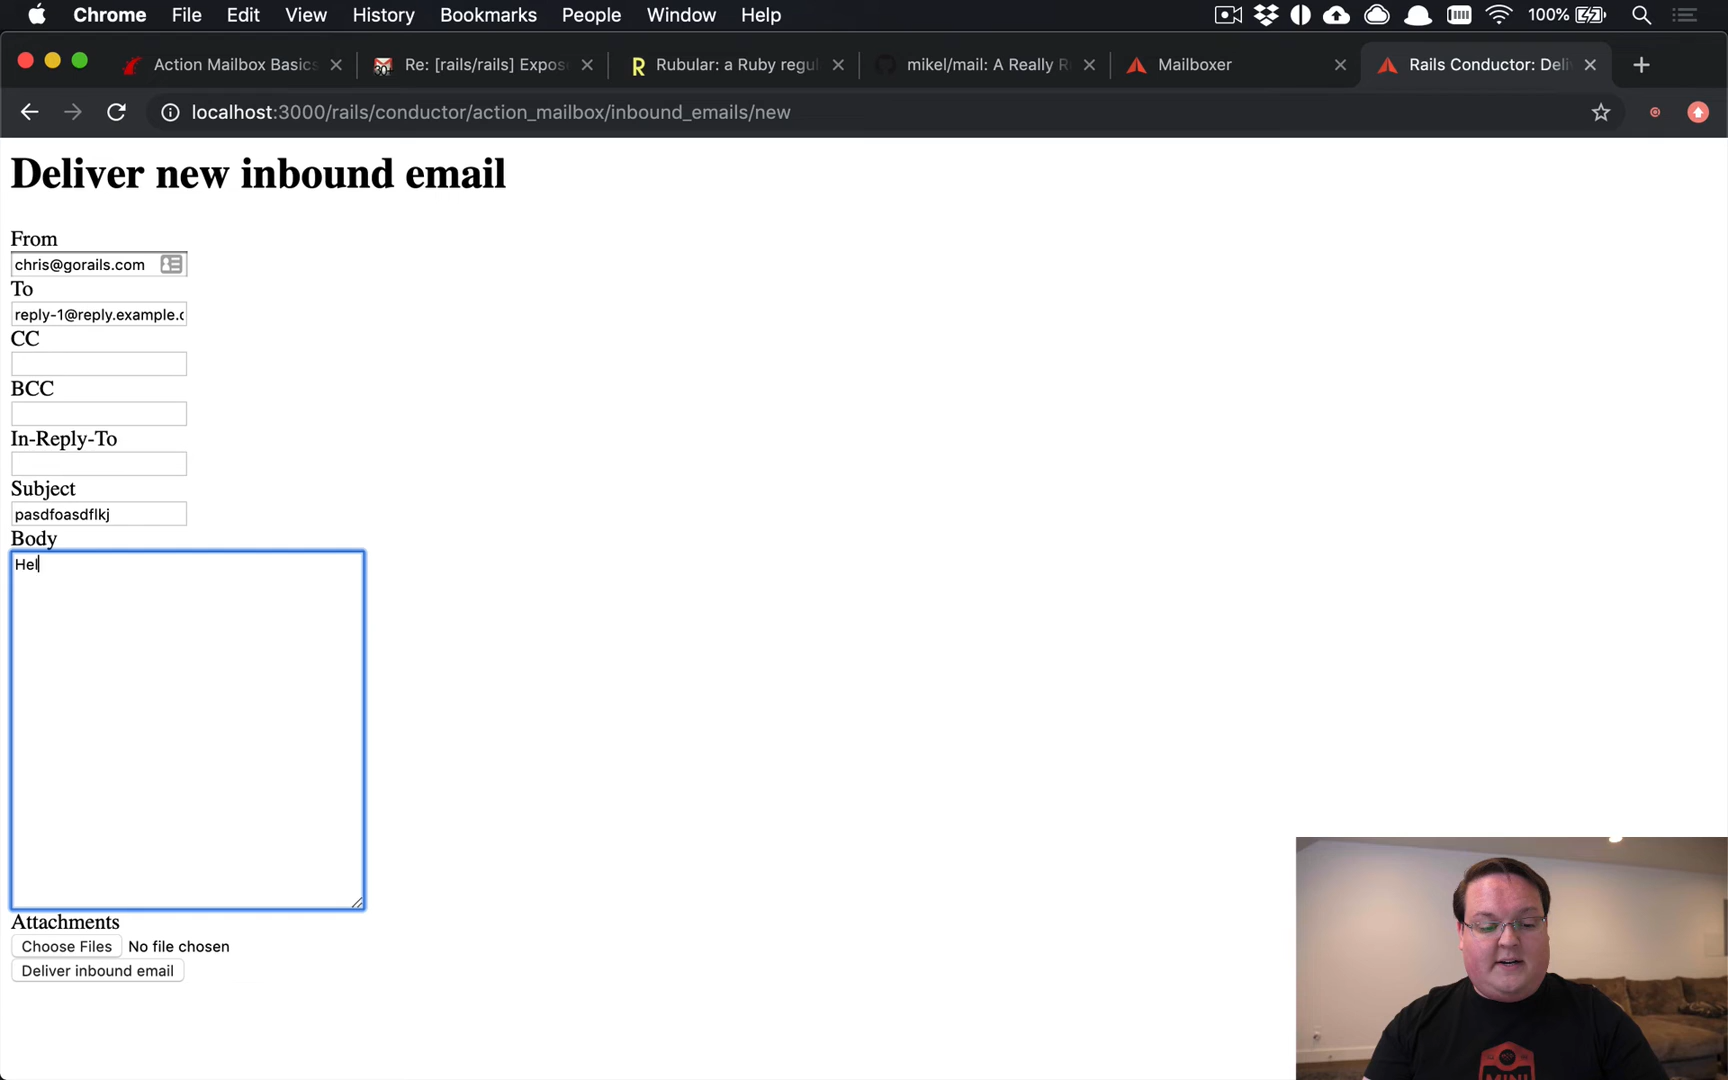 Chrome File Edit View History Bookmarks People Window Help 100%
Action Mailbox Basics Re: [rails/rails] Expos Rubular: a Ruby regul mikel/mail: A Really R Mailboxer Rails Conductor: Deli
localhost:3000/rails/conductor/action_mailbox/inbound_emails/new
Deliver new inbound email
From
chris@gorails.com
To
reply-1@reply.example.c
CC
BCC
In-Reply-To
Subject
pasdfoasdflkj
Body
Hel
Attachments
Choose Files No file chosen
Deliver inbound email
MINI